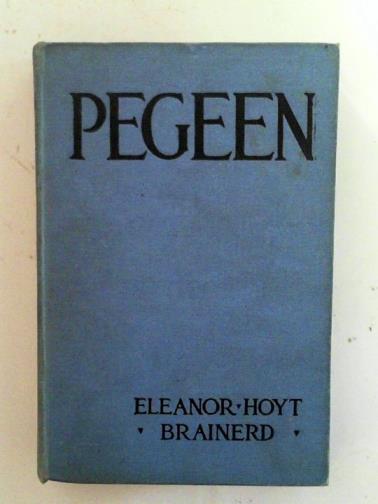 PEGEEN
ELEANOR · HOYT
· BRAINERD ·